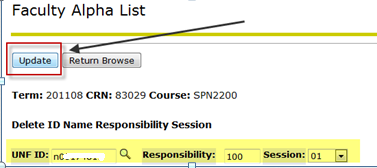 Faculty Alpha List
Update Return Browse
Term: 201108 CRN: 83029 Course: SPN2200
Delete ID Name Responsibility Session
UNF ID: Responsibility: 100 Session: 01